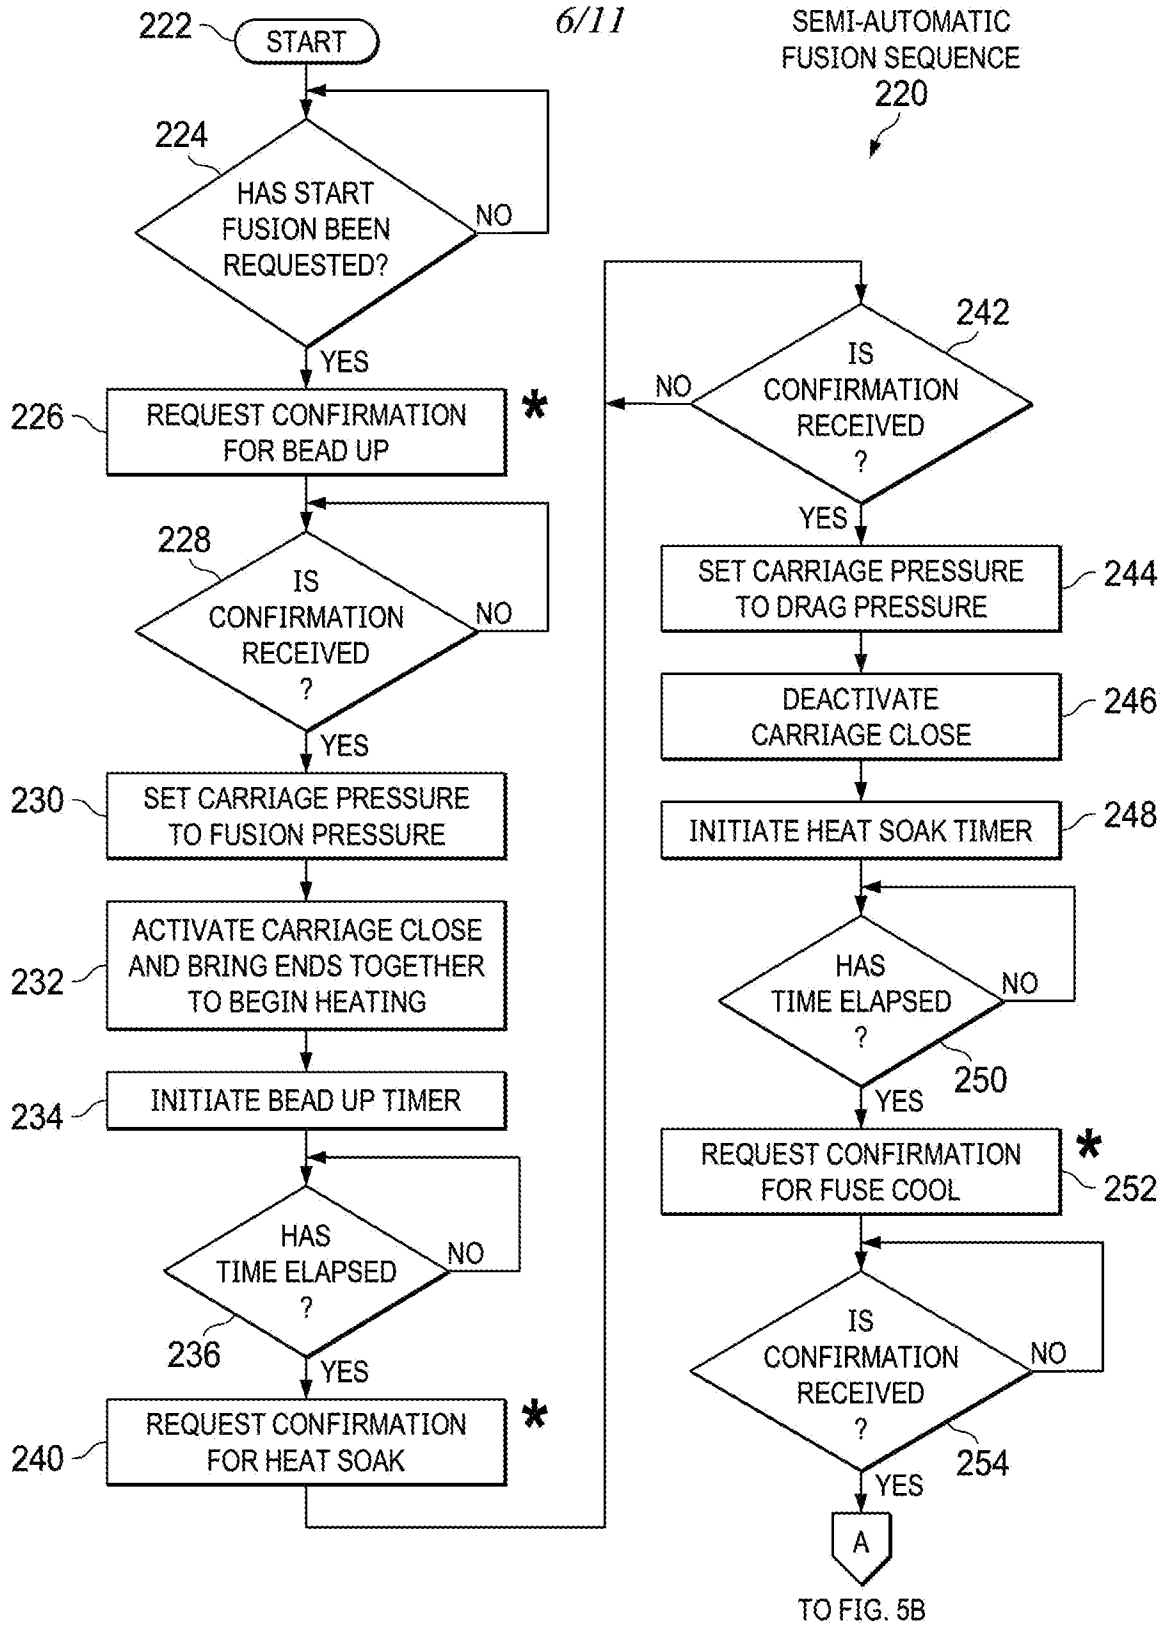 6/11
SEMI-AUTOMATIC
FUSION SEQUENCE
220
222
START
224
HAS START
FUSION BEEN
REQUESTED?
NO
YES
226
REQUEST CONFIRMATION
FOR BEAD UP
*
228
IS
CONFIRMATION
RECEIVED
?
NO
YES
230
SET CARRIAGE PRESSURE
TO FUSION PRESSURE
232
ACTIVATE CARRIAGE CLOSE
AND BRING ENDS TOGETHER
TO BEGIN HEATING
234
INITIATE BEAD UP TIMER
HAS
TIME ELAPSED
?
NO
236
YES
240
REQUEST CONFIRMATION
FOR HEAT SOAK
*
242
IS
CONFIRMATION
RECEIVED
?
NO
YES
SET CARRIAGE PRESSURE
TO DRAG PRESSURE
244
DEACTIVATE
CARRIAGE CLOSE
246
INITIATE HEAT SOAK TIMER
248
HAS
TIME ELAPSED
?
NO
250
YES
REQUEST CONFIRMATION
FOR FUSE COOL
*
252
IS
CONFIRMATION
RECEIVED
?
NO
254
YES
A
TO FIG. 5B